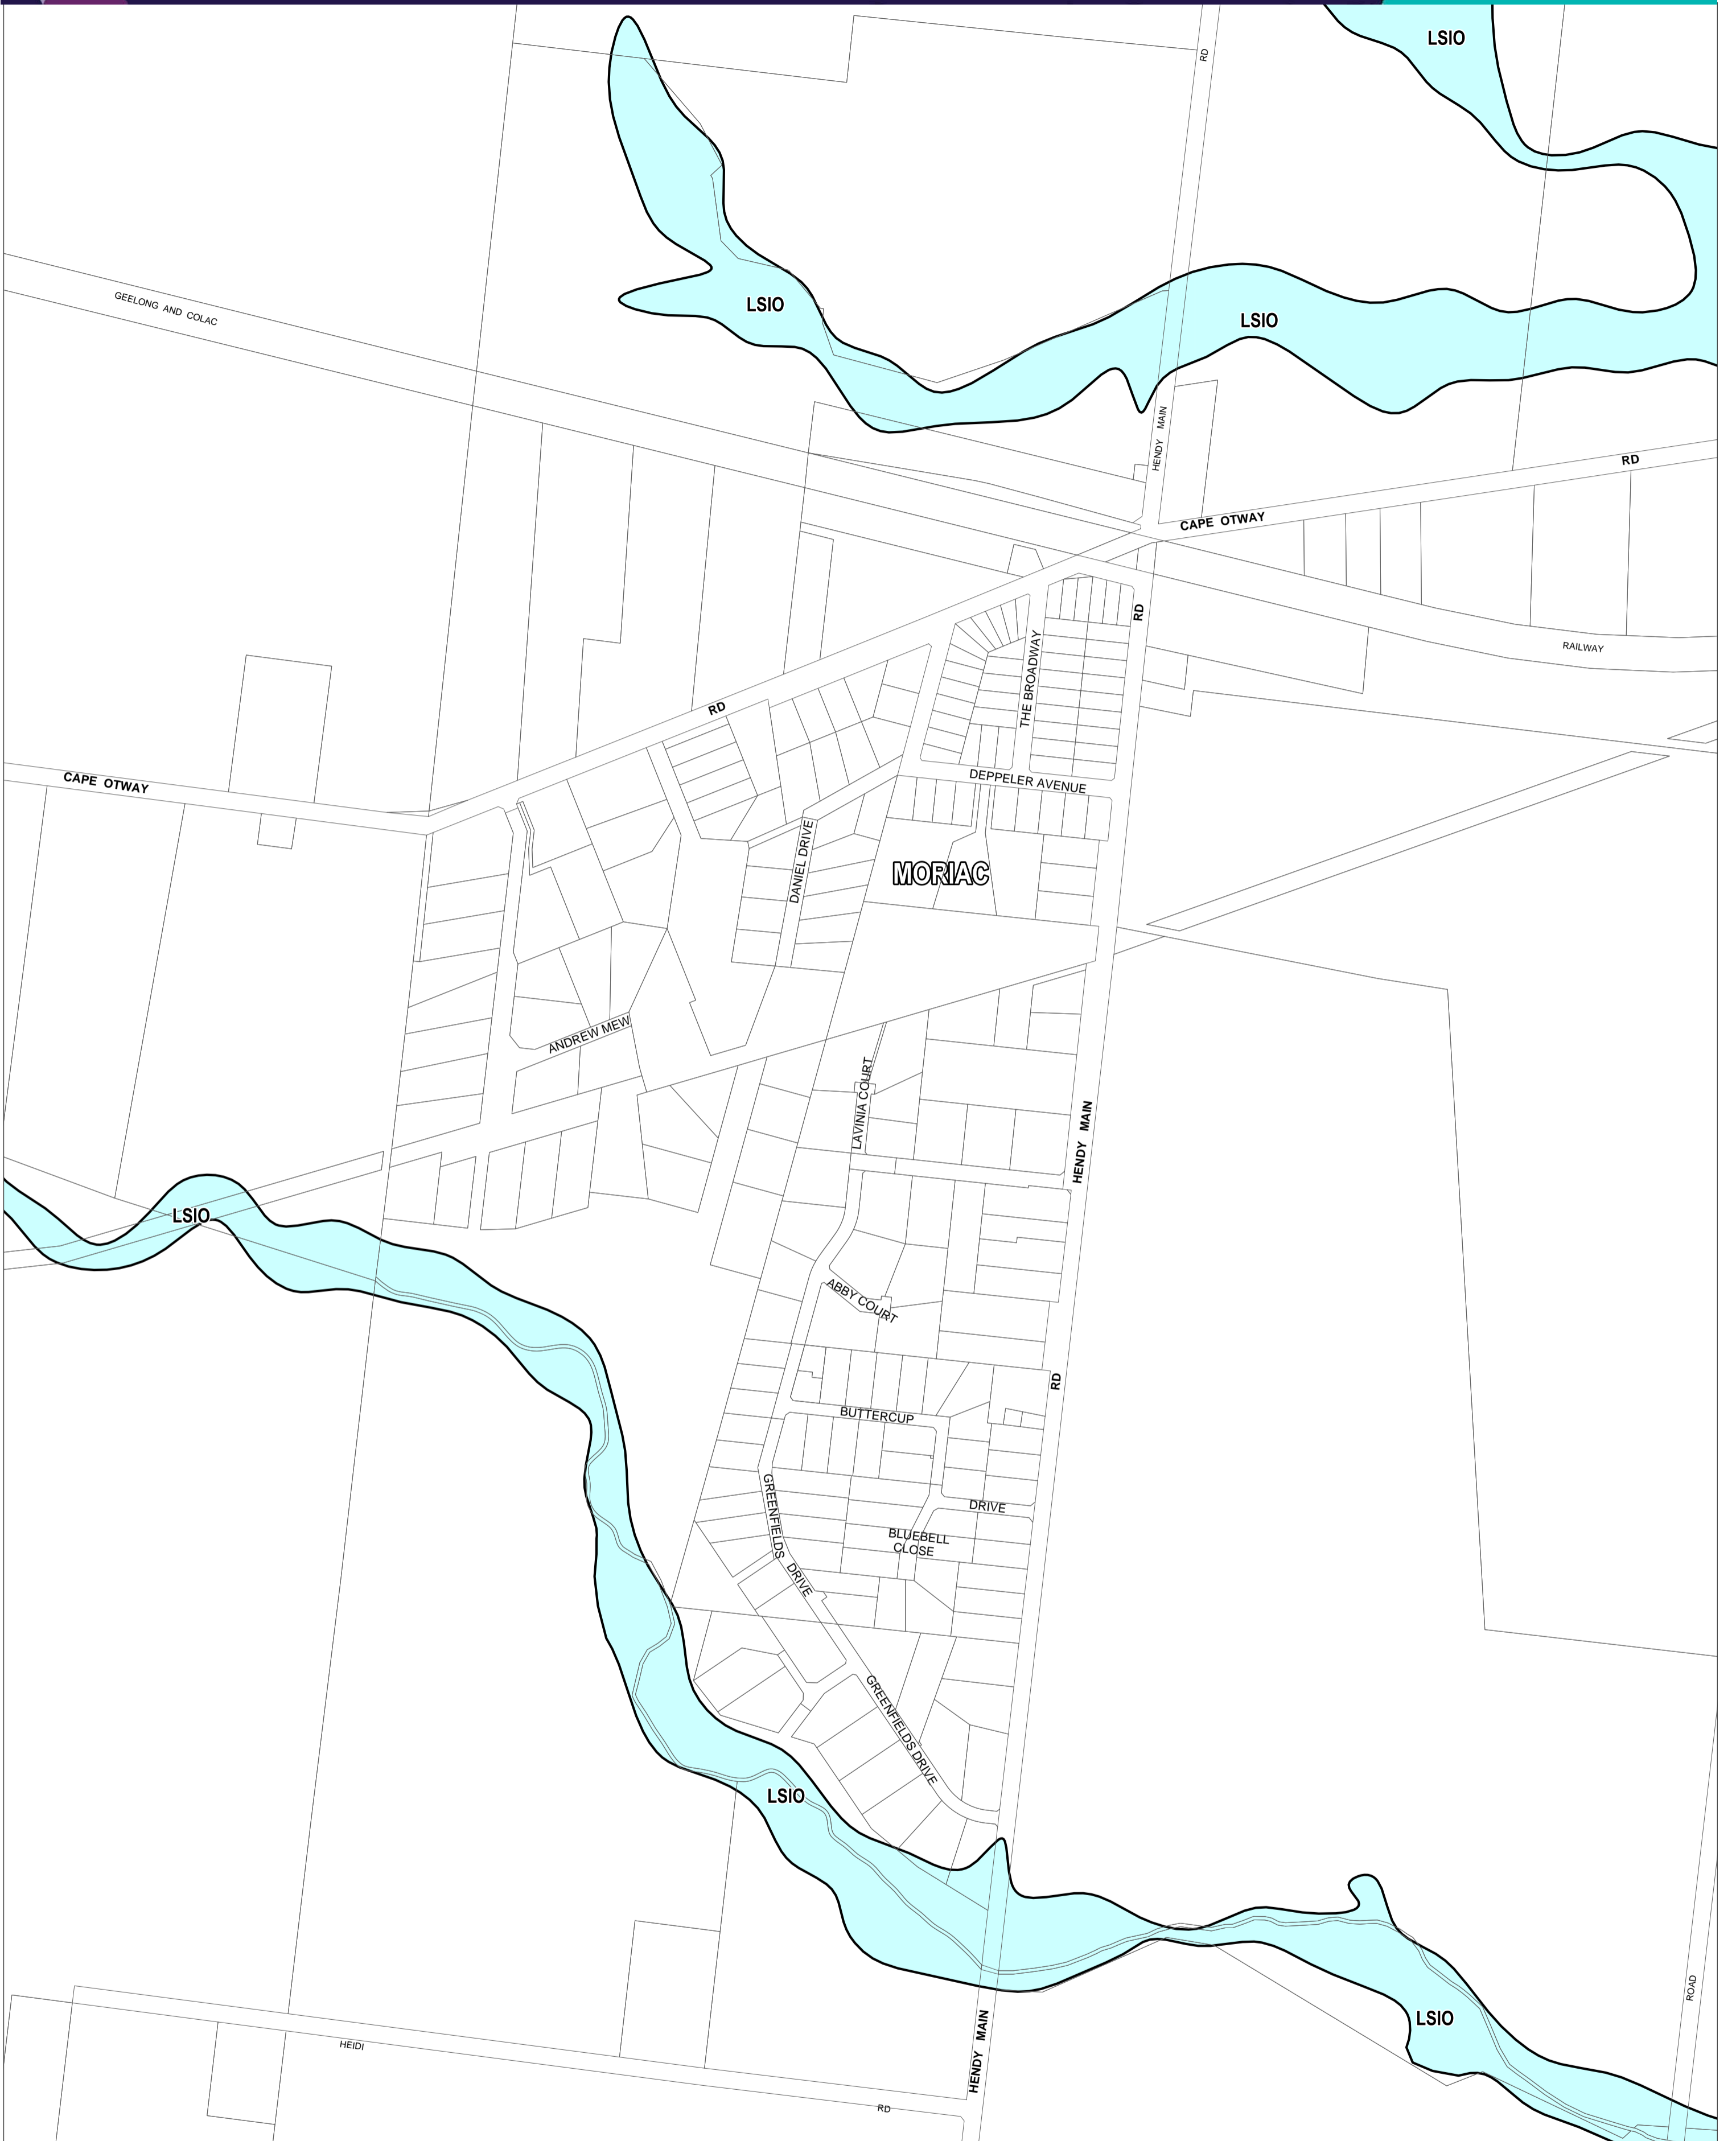 LSIO
RD
GEELONG AND COLAC
LSIO
LSIO
HENDY MAIN
RD
CAPE OTWAY
RD
RAILWAY
THE BROADWAY
RD
CAPE OTWAY
DEPPELER AVENUE
DANIEL DRIVE
MORIAC
ANDREW MEW
LAVINIA COURT
HENDY MAIN
LSIO
ABBY COURT
RD
BUTTERCUP
DRIVE
GREENFIELDS DRIVE
BLUEBELL
CLOSE
GREENFIELDS DRIVE
LSIO
ROAD
LSIO
HENDY MAIN
HEIDI
RD